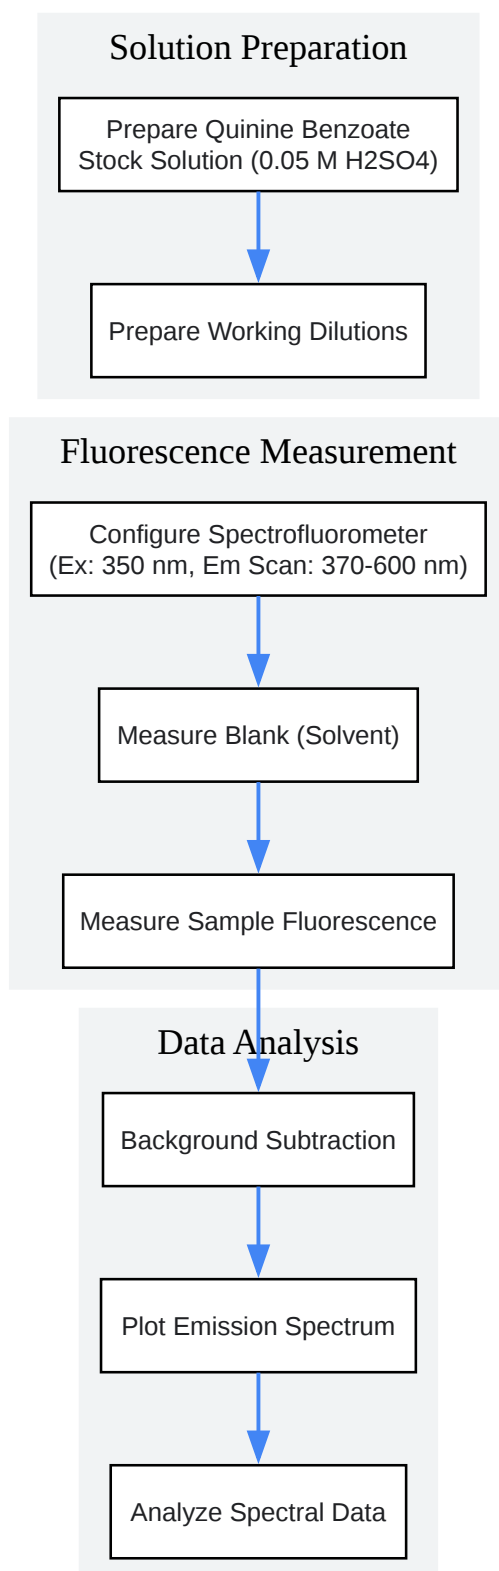 Solution Preparation
Prepare Quinine Benzoate
Stock Solution (0.05 M H2SO4)
Prepare Working Dilutions
Fluorescence Measurement
Configure Spectrofluorometer
(Ex: 350 nm, Em Scan: 370-600 nm)
Measure Blank (Solvent)
Measure Sample Fluorescence
Data Analysis
Background Subtraction
Plot Emission Spectrum
Analyze Spectral Data